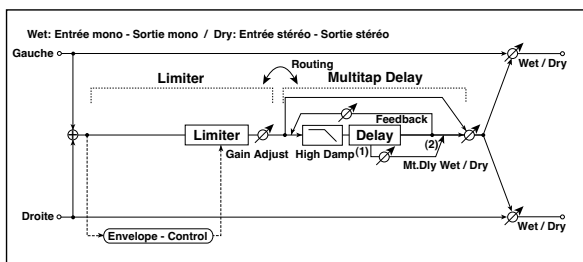 Wet: Entrée mono - Sortie mono / Dry: Entrée stéréo - Sortie stéréo
Gauche
Wet / Dry
Routing
Limiter
Multitap Delay
Feedback
Limiter
Delay
Gain Adjust
High Damp
(1)
(2)
Mt.Dly Wet / Dry
Droite
Wet / Dry
Envelope - Control